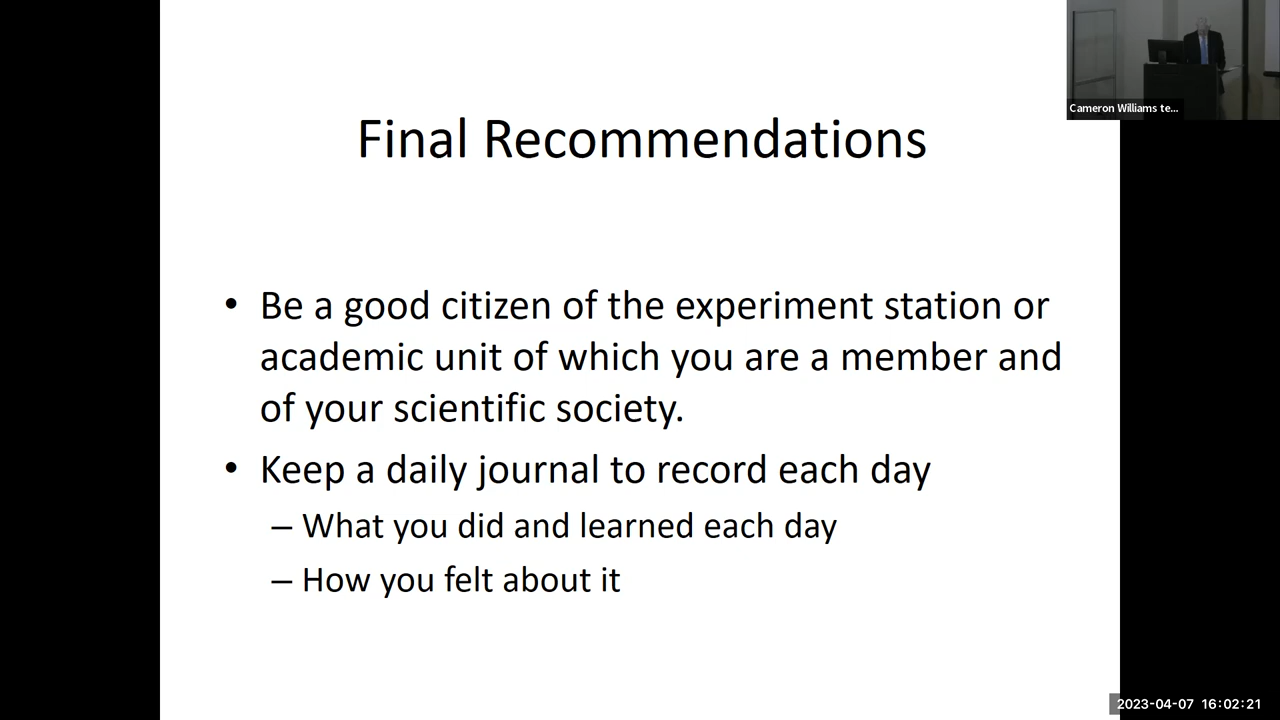 Cameron Williams te...
Final Recommendations
• Be a good citizen of the experiment station or
academic unit of which you are a member and
of your scientific society.
• Keep a daily journal to record each day
– What you did and learned each day
– How you felt about it
2023-04-07 16:02:21